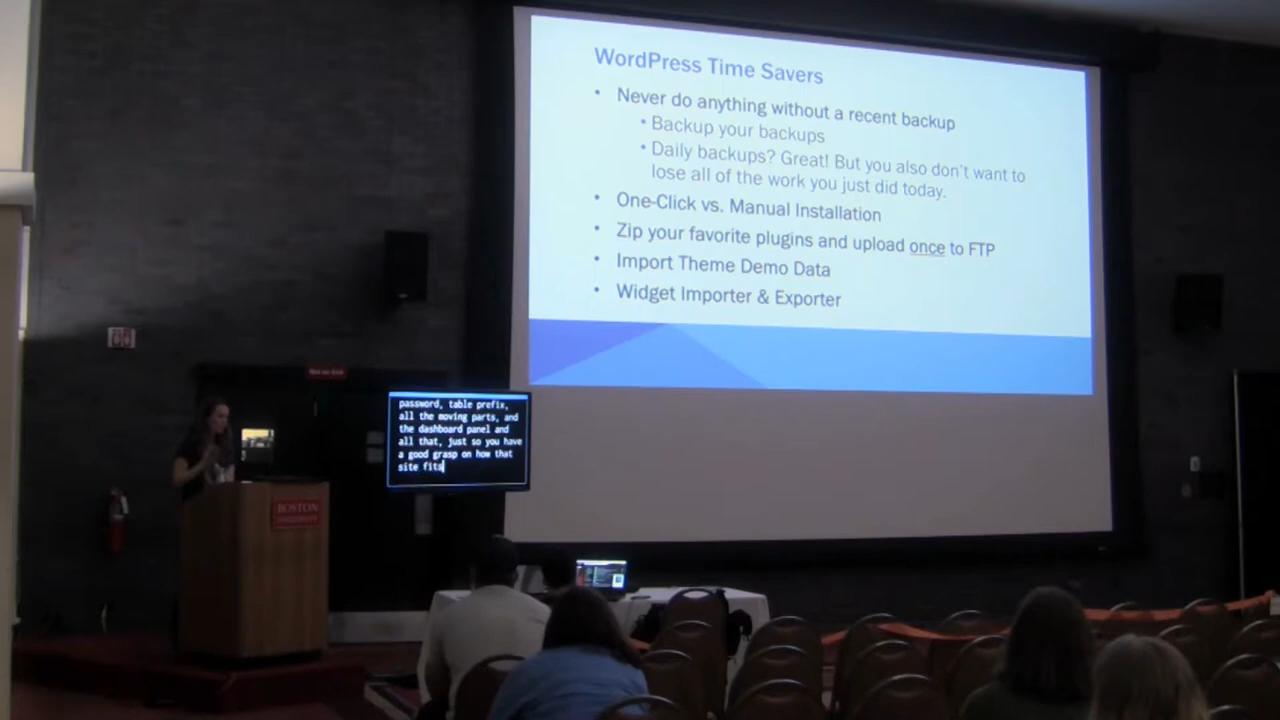 WordPress Time Savers
• Never do anything without a recent backup
• Backup your backups
• Daily backups? Great! But you also don't want to
lose all of the work you just did today.
• One-Click vs. Manual Installation
• Zip your favorite plugins and upload once to FTP
• Import Theme Demo Data
• Widget Importer & Exporter
password, table prefix,
all the moving parts, and
the dashboard panel and
all that, just so you have
a good grasp on how that
site fits
BOSTON
UNIVERSITY